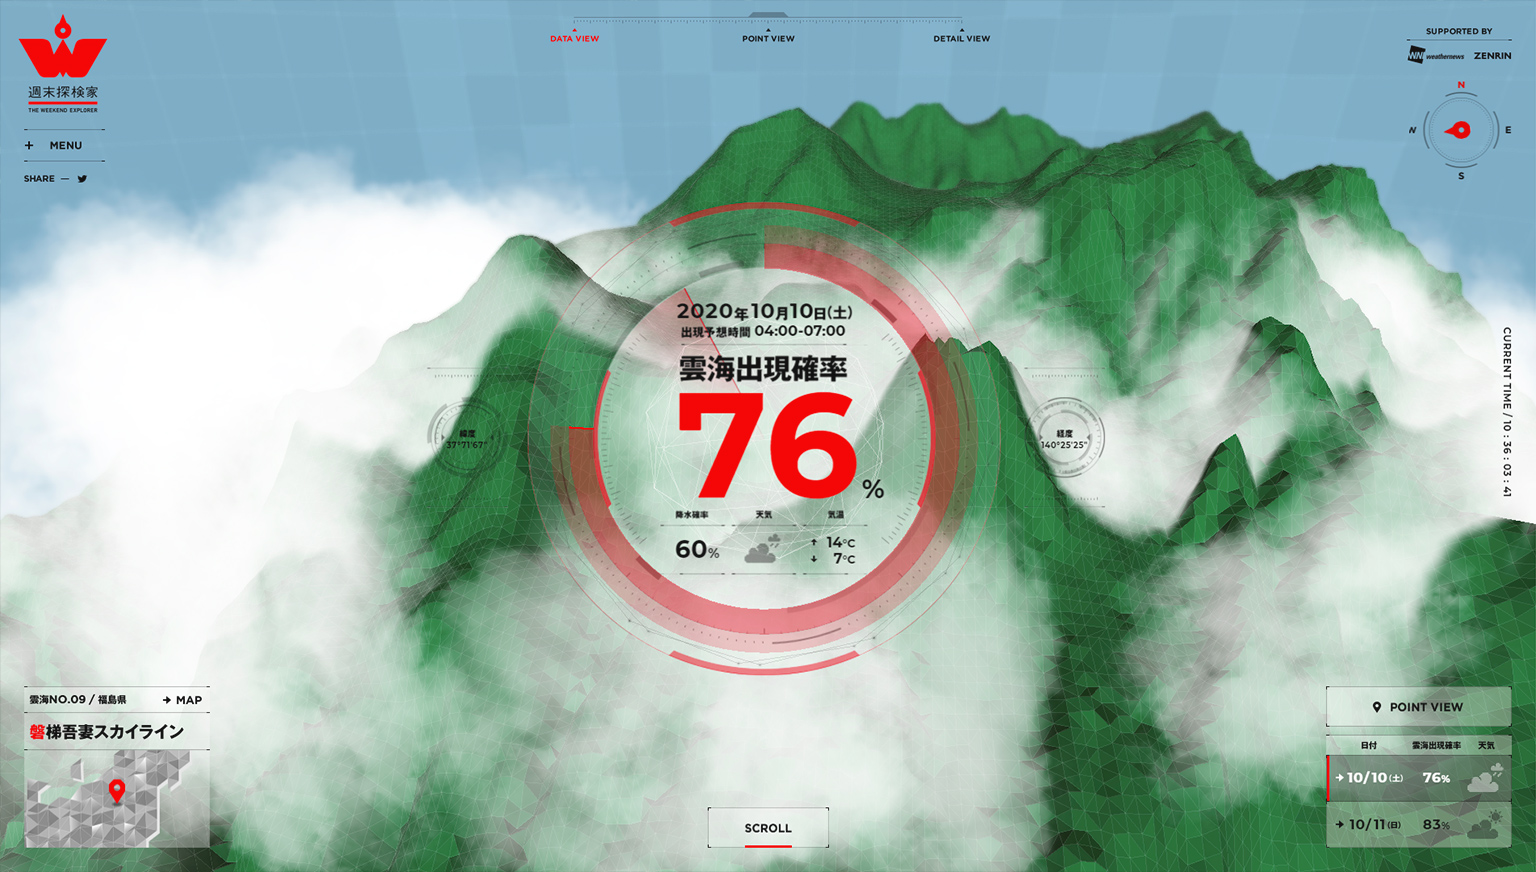 週末探検家
THE WEEKEND EXPLORER
+ MENU
SHARE —
DATA VIEW
POINT VIEW
DETAIL VIEW
SUPPORTED BY
WNI weathernews ZENRIN
N
W
E
S
CURRENT TIME / 10 : 36 : 03 : 41
2020年10月10日(土)
出現予想時間 04:00-07:00
雲海出現確率
76%
降水確率 天気 気温
60%
↑ 14°C
↓ 7°C
緯度
37°71'67"
経度
140°25'25"
雲海NO.09 / 福島県
→ MAP
磐梯吾妻スカイライン
SCROLL
POINT VIEW
日付 雲海出現確率 天気
→ 10/10(土) 76%
→ 10/11(日) 83%